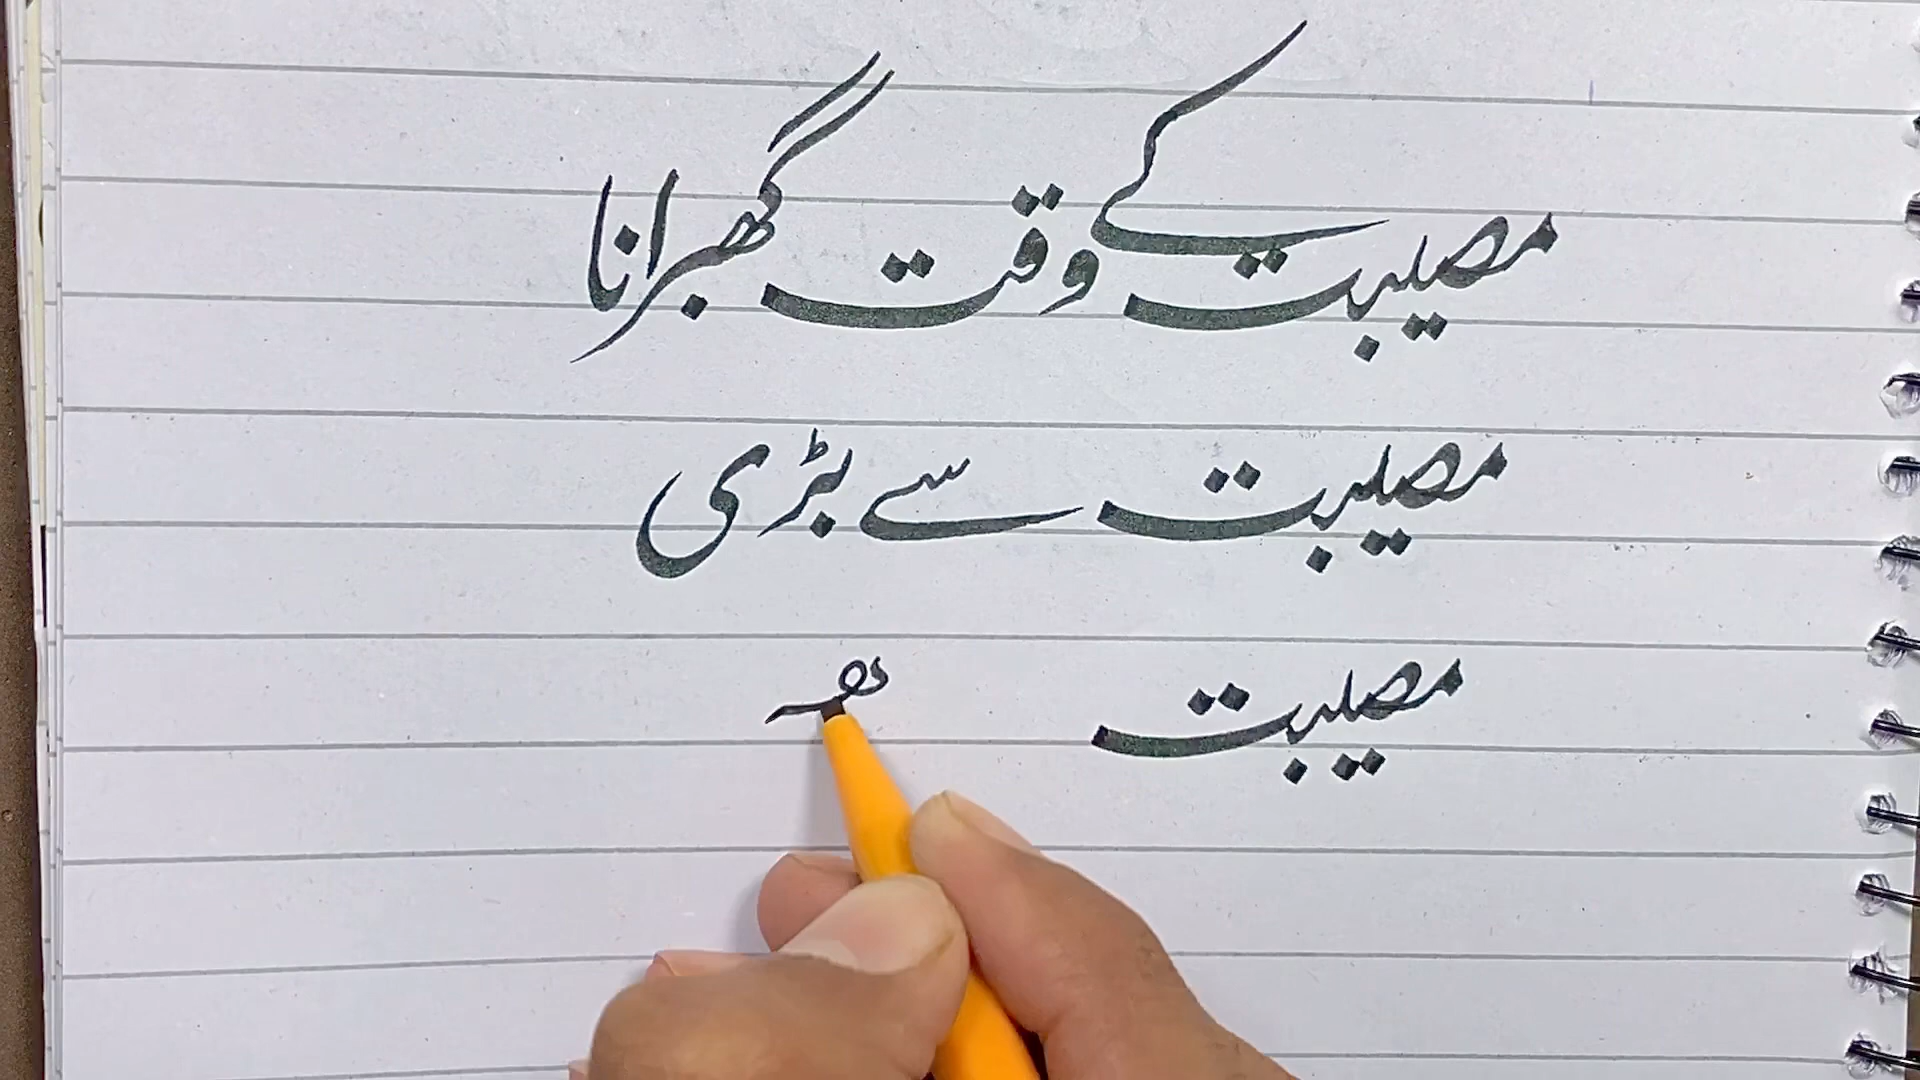 مصیبت کے وقت گھبرانا
مصیبت سے بڑی
مصیبت